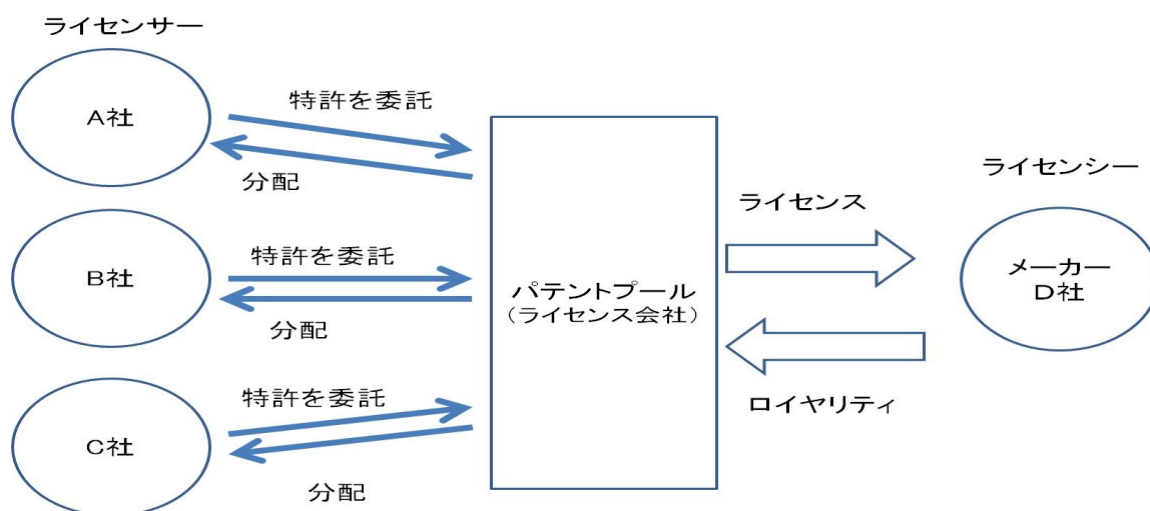 ライセンサー
A社
特許を委託
分配
B社
特許を委託
分配
C社
特許を委託
分配
パテントプール
(ライセンス会社)
ライセンス
ロイヤリティ
ライセンシー
メーカー
D社